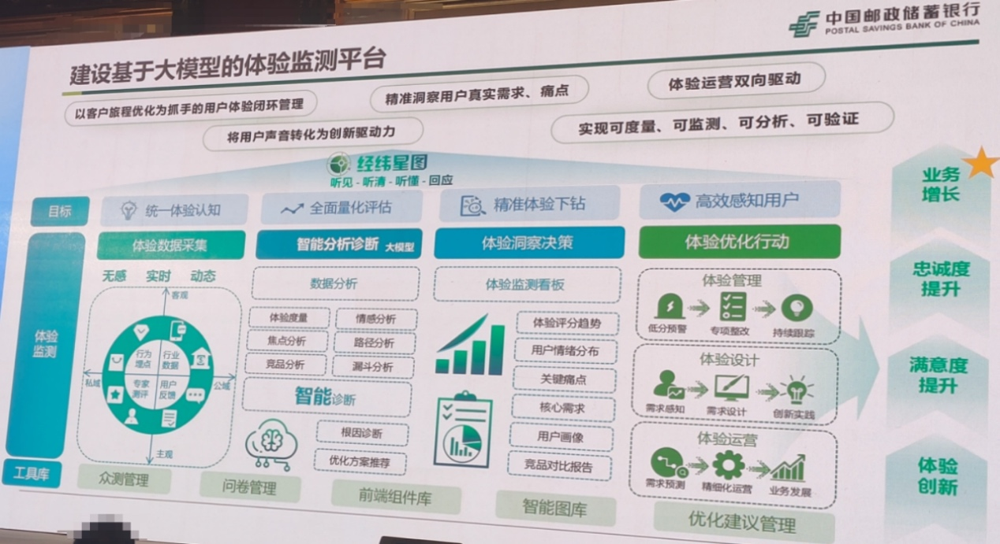 中国邮政储蓄银行
POSTAL SAVINGS BANK OF CHINA
建设基于大模型的体验监测平台
以客户旅程优化为抓手的用户体验闭环管理
精准洞察用户真实需求、痛点
体验运营双向驱动
将用户声音转化为创新驱动力
实现可度量、可监测、可分析、可验证
经纬星图
听见-听清-听懂-回应
目标
统一体验认知
全面量化评估
精准体验下钻
高效感知用户
体验
监测
体验数据采集
无感 实时 动态
客观
行为
埋点
行业
数据
私域
公域
专家
测评
用户
反馈
主观
智能分析诊断 大模型
数据分析
体验度量
情感分析
焦点分析
路径分析
竞品分析
漏斗分析
智能诊断
根因诊断
优化方案推荐
体验洞察决策
体验监测看板
体验评分趋势
用户情绪分布
关键痛点
核心需求
用户画像
竞品对比报告
体验优化行动
体验管理
低分预警
专项整改
持续跟踪
体验设计
需求感知
需求设计
创新实践
体验运营
需求预测
精细化运营
业务发展
工具库
众测管理
问卷管理
前端组件库
智能图库
优化建议管理
业务
增长
忠诚度
提升
满意度
提升
体验
创新